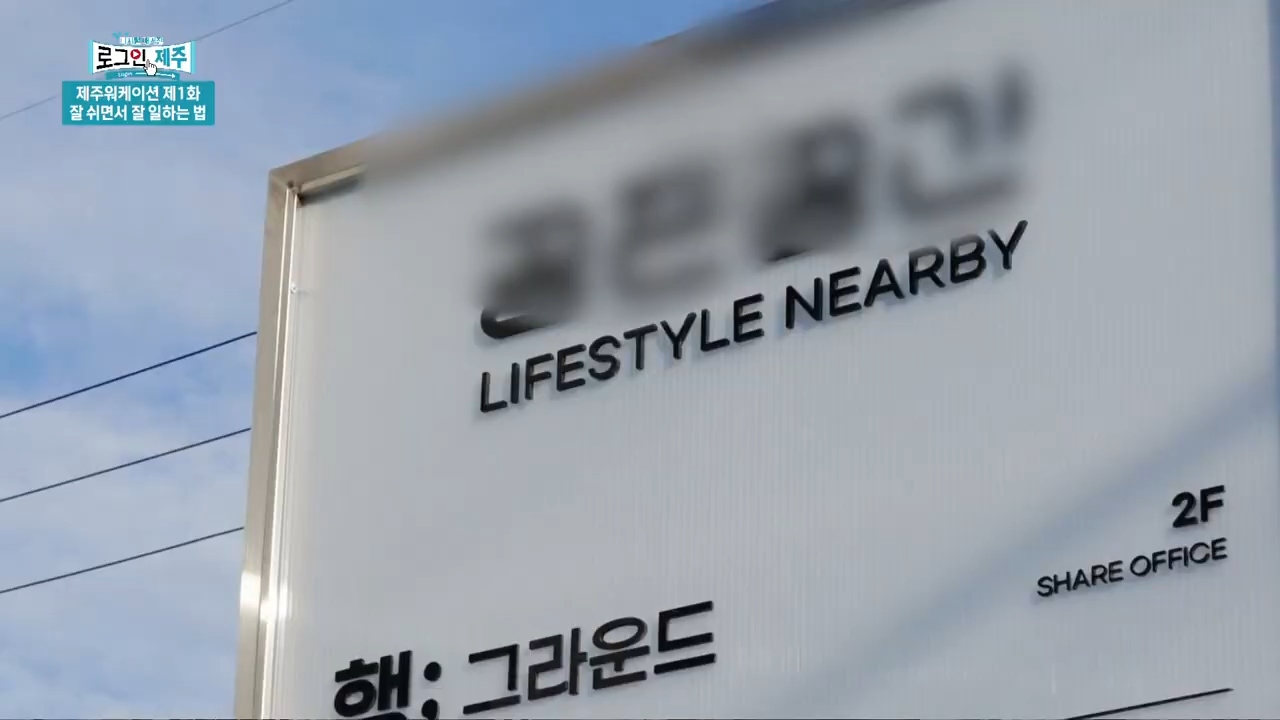 로그인 제주
제주워케이션 제1화
잘 쉬면서 잘 일하는 법
LIFESTYLE NEARBY
2F
SHARE OFFICE
행; 그라운드